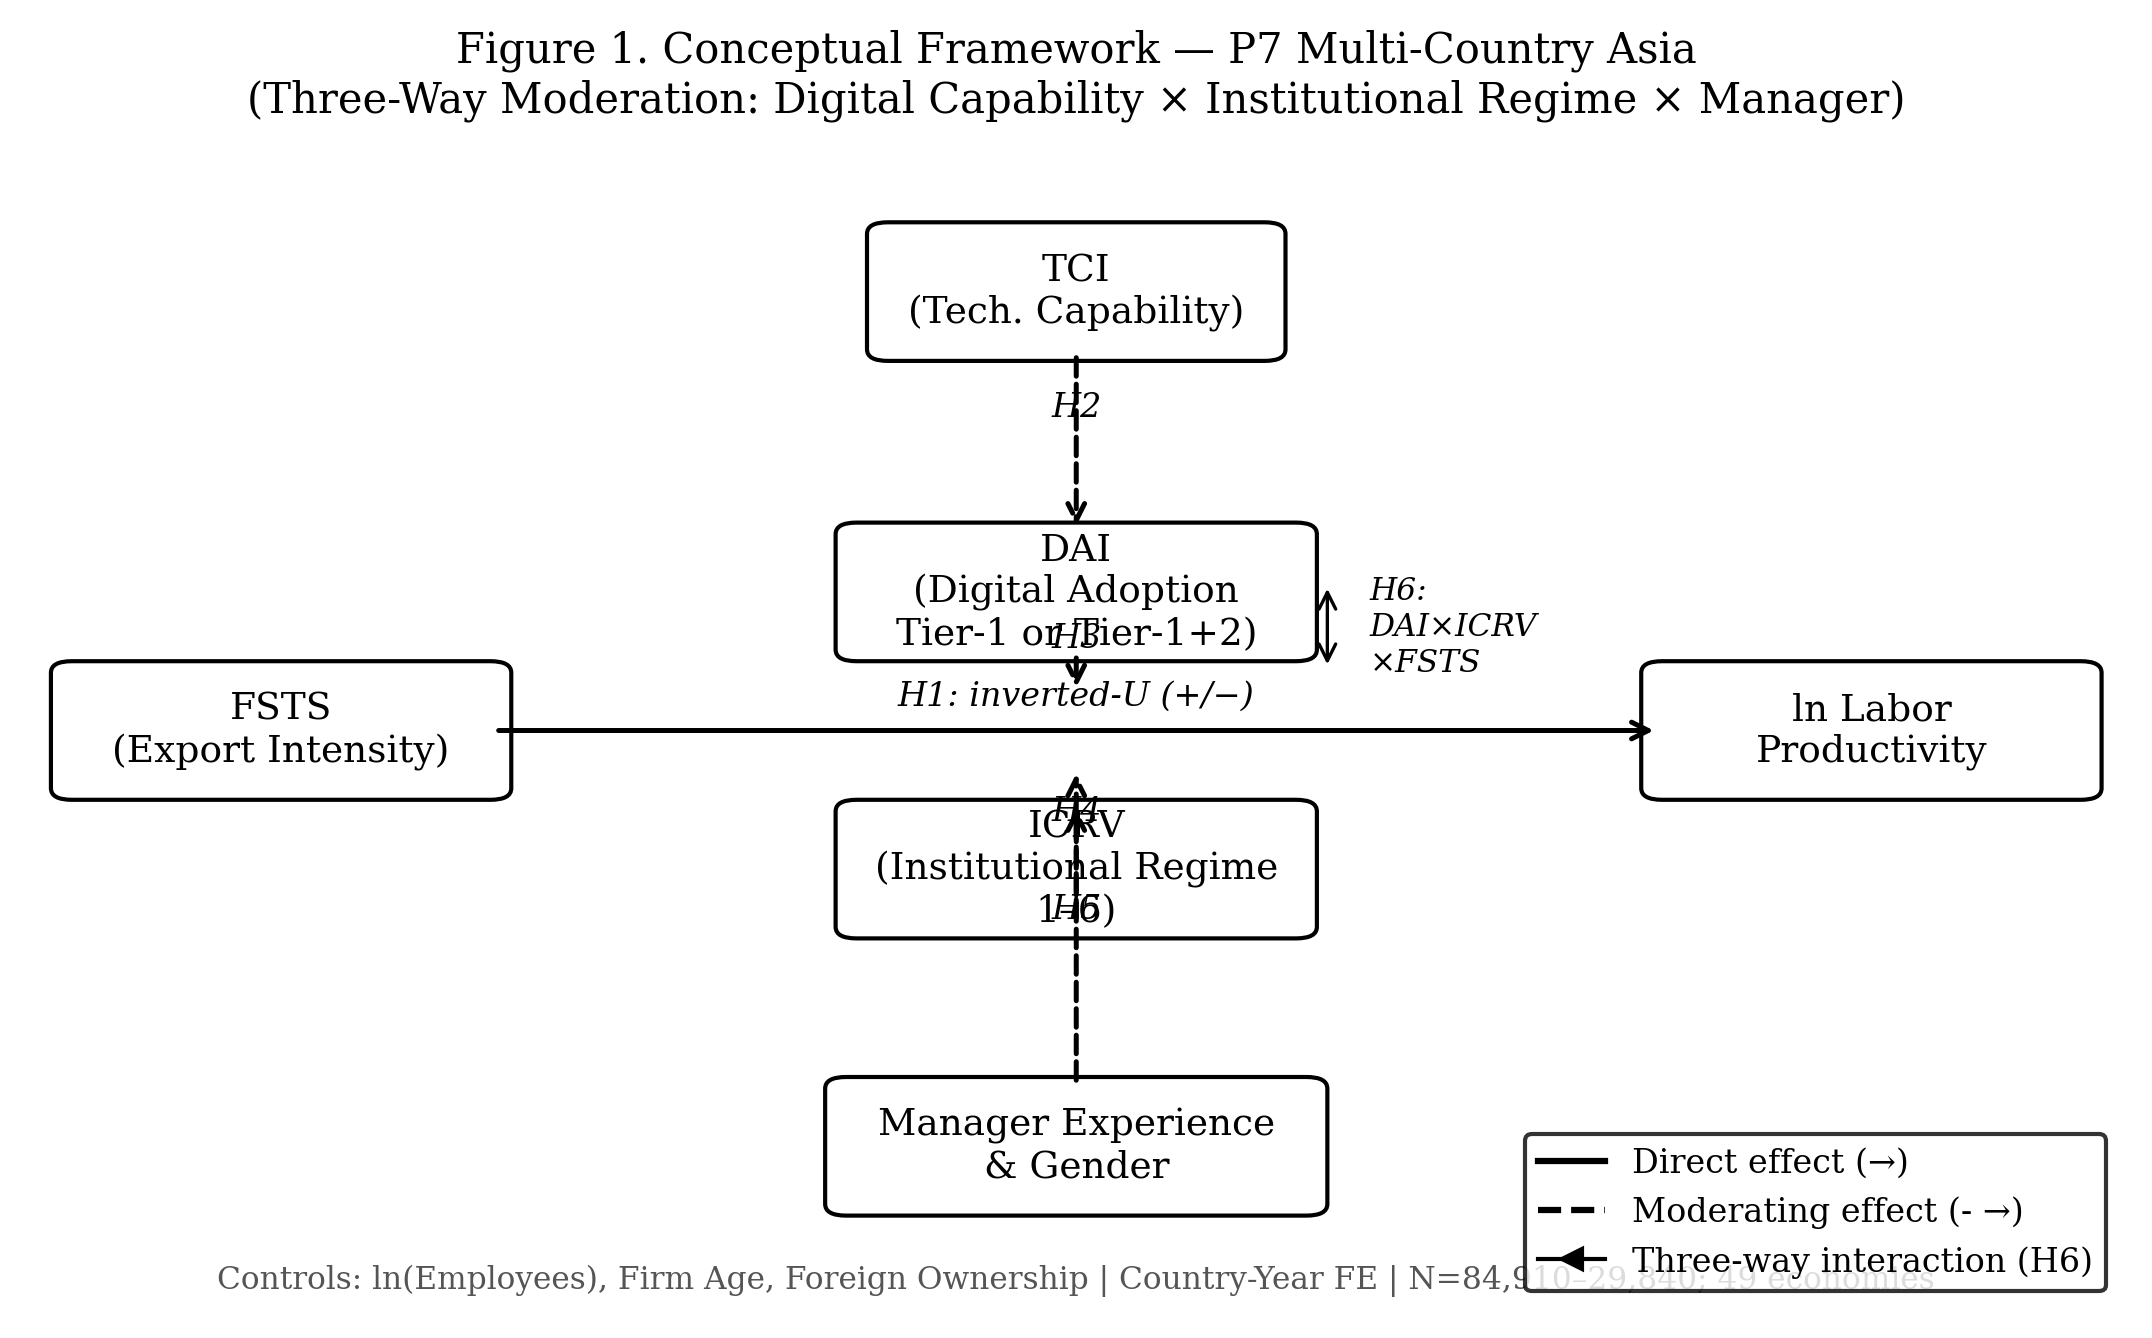 Figure 1. Conceptual Framework — P7 Multi-Country Asia
(Three-Way Moderation: Digital Capability × Institutional Regime × Manager)
TCI
(Tech. Capability)
H2
DAI
(Digital Adoption
Tier-1 or Tier-1+2)
H3
H6:
DAI×ICRV
×FSTS
FSTS
(Export Intensity)
H1: inverted-U (+/−)
ln Labor
Productivity
H4
ICRV
(Institutional Regime
H5
Manager Experience
& Gender
Direct effect (→)
Moderating effect (- →)
Three-way interaction (H6)
Controls: ln(Employees), Firm Age, Foreign Ownership | Country-Year FE | N=84,910–29,840; 49 economies